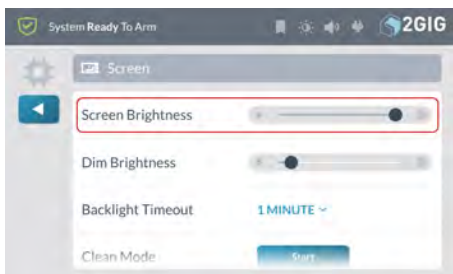 System Ready To Arm
2GIG
Screen
Screen Brightness
Dim Brightness
Backlight Timeout
1 MINUTE
Clean Mode
Start